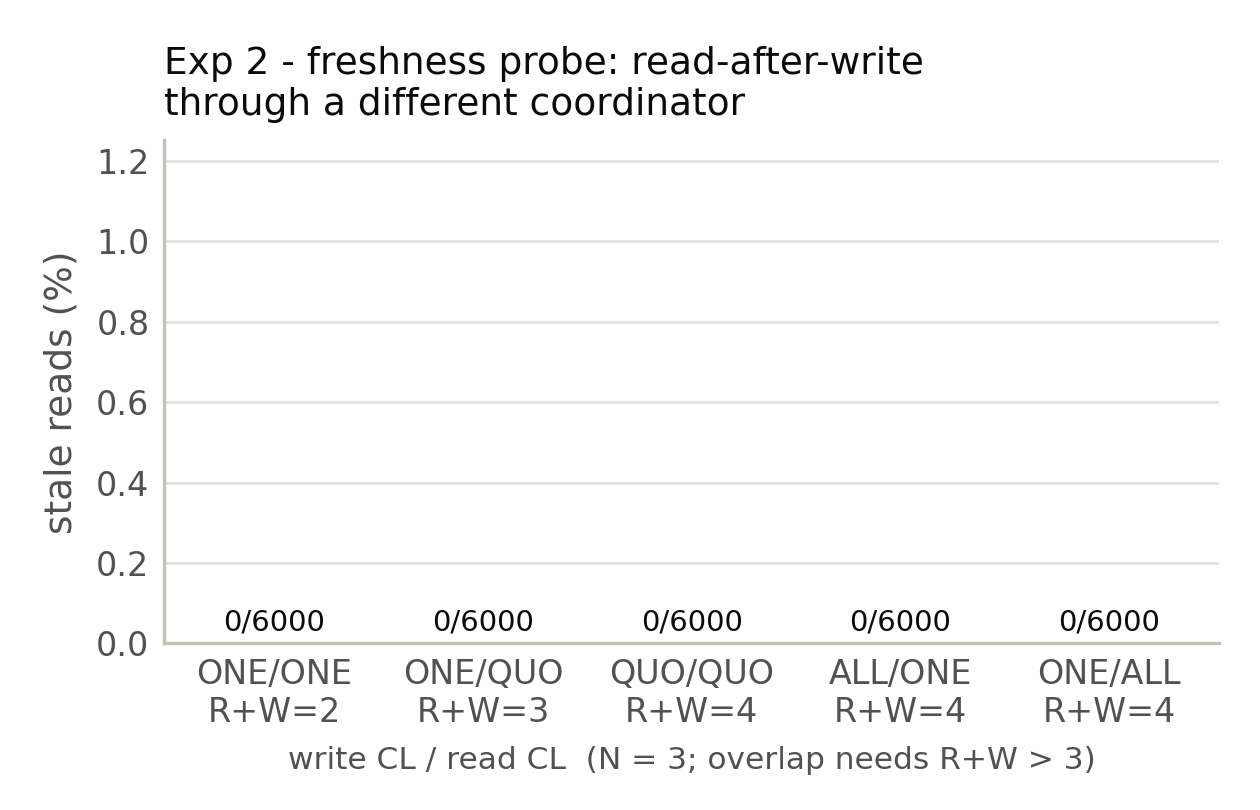 Exp 2 - freshness probe: read-after-write
through a different coordinator
stale reads (%)
1.2
1.0
0.8
0.6
0.4
0.2
0.0
0/6000 0/6000 0/6000 0/6000 0/6000
ONE/ONE ONE/QUO QUO/QUO ALL/ONE ONE/ALL
R+W=2 R+W=3 R+W=4 R+W=4 R+W=4
write CL / read CL (N = 3; overlap needs R+W > 3)